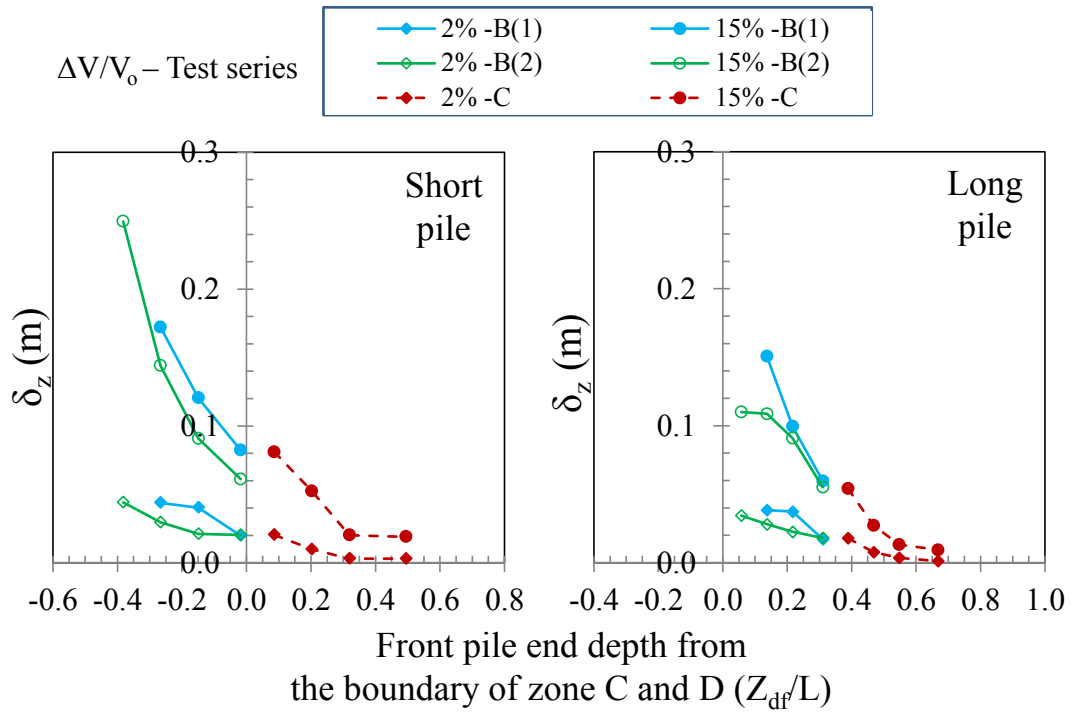 2% -B(1)
15% -B(1)
ΔV/Vo – Test series
2% -B(2)
15% -B(2)
2% -C
15% -C
0.3
0.2
0.1
0.0
Short
pile
δz (m)
-0.6 -0.4 -0.2 0.0 0.2 0.4 0.6 0.8
0.3
0.2
0.1
0.0
Long
pile
δz (m)
-0.4 -0.2 0.0 0.2 0.4 0.6 0.8 1.0
Front pile end depth from
the boundary of zone C and D (Zdf/L)